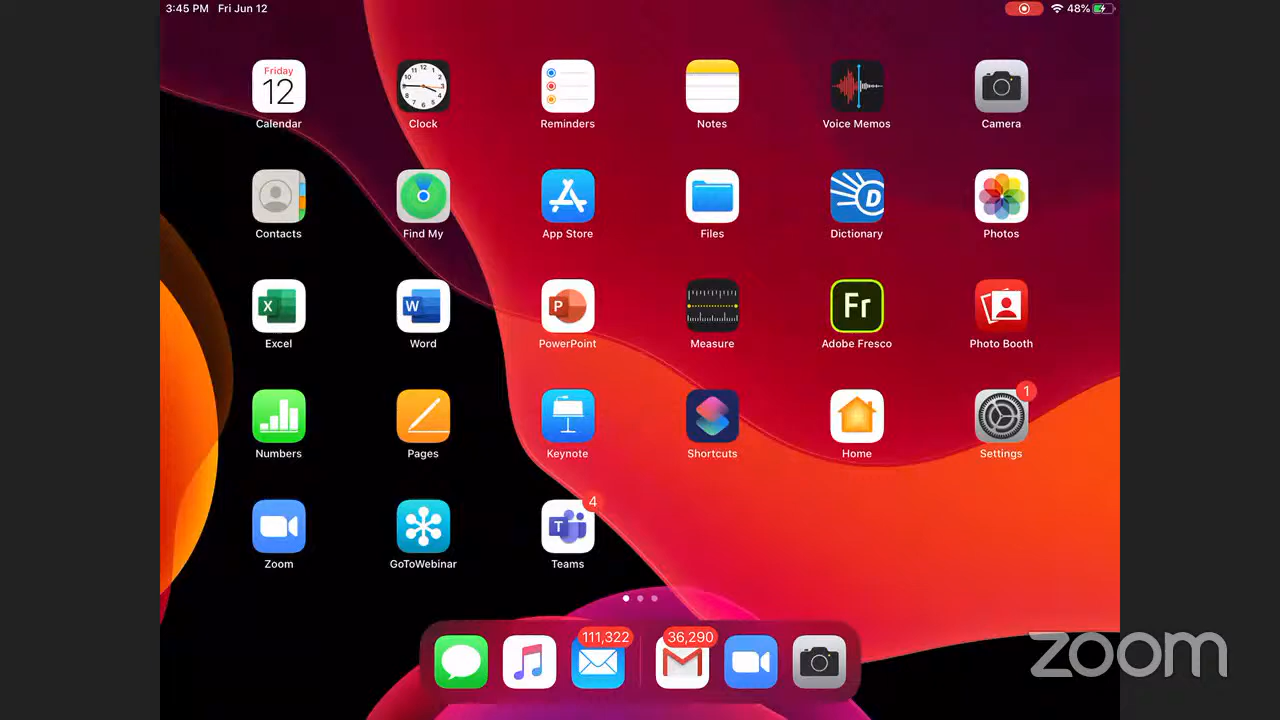 3:45 PM Fri Jun 12
48%
Friday
12
Calendar
Clock
Reminders
Notes
Voice Memos
Camera
Contacts
Find My
App Store
Files
D
Dictionary
Photos
X
Excel
W
Word
P
PowerPoint
Measure
Fr
Adobe Fresco
Photo Booth
Numbers
Pages
Keynote
Shortcuts
Home
1
Settings
Zoom
GoToWebinar
4
T
Teams
111,322
36,290
zoom